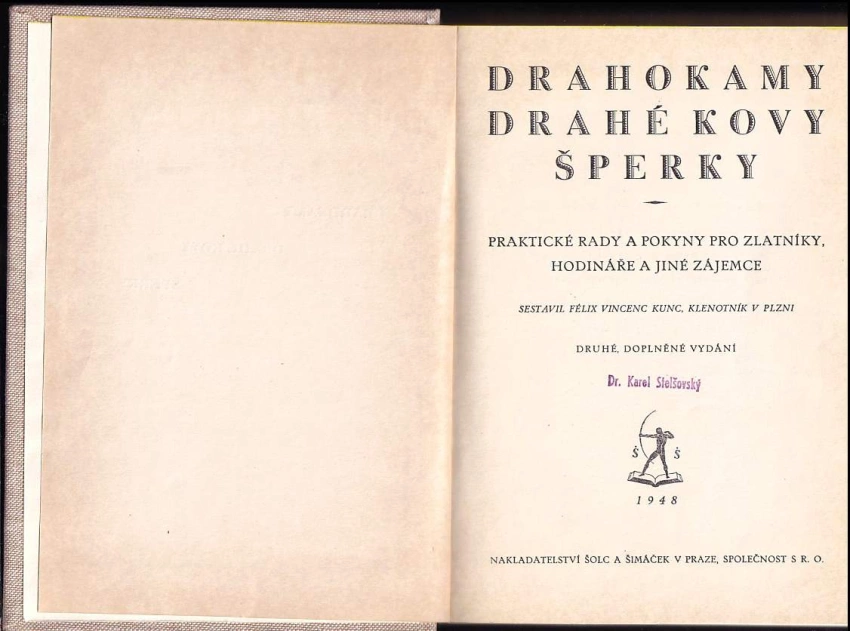 DRAHOKAMY
DRAHÉ KOVY
ŠPERKY
PRAKTICKÉ RADY A POKYNY PRO ZLATNÍKY,
HODINÁŘE A JINÉ ZÁJEMCE
SESTAVIL FÉLIX VINCENC KUNC, KLENOTNÍK V PLZNI
DRUHÉ, DOPLNĚNÉ VYDÁNÍ
Dr. Karel Stelšovský
Š Š
1948
NAKLADATELSTVÍ ŠOLC A ŠIMÁČEK V PRAZE, SPOLEČNOST S R. O.